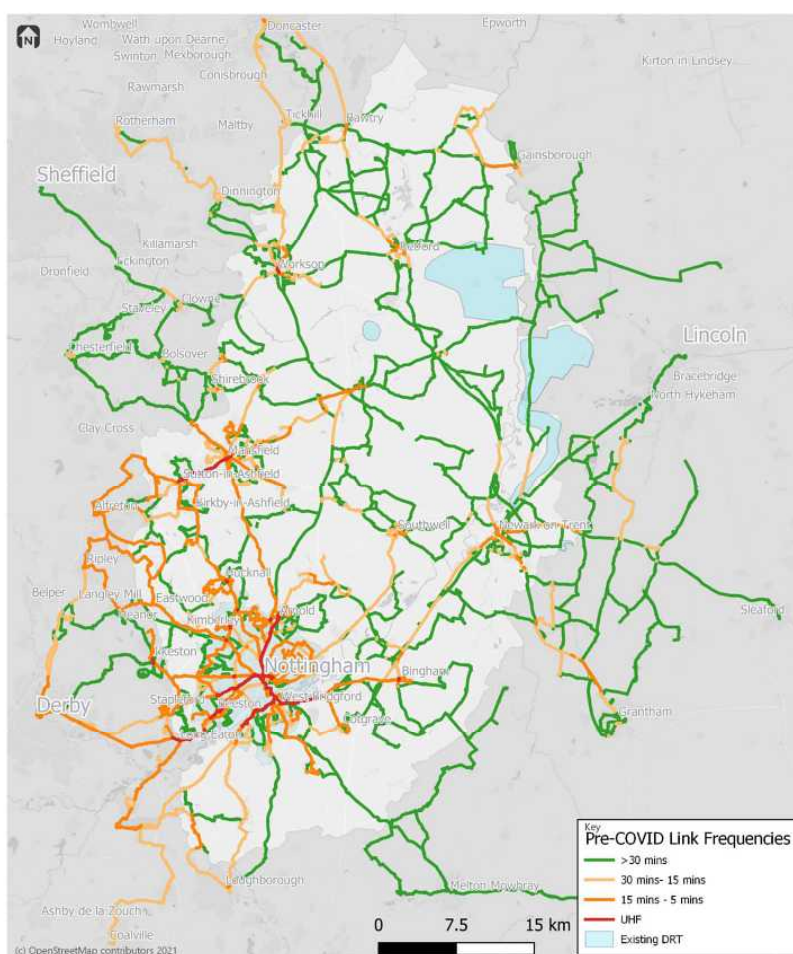 Wombwell
Doncaster
Epworth
Hoyland
Wath upon Dearne
Swinton
Mexborough
Conisbrough
Kirton in Lindsey
Rawmarsh
Rotherham
Maltby
Tickhill
Bawtry
Gainsborough
Sheffield
Dinnington
Killamarsh
Eckington
Dronfield
Worksop
Retford
Staveley
Clowne
Chesterfield
Bolsover
Lincoln
Shirebrook
Bracebridge
North Hykeham
Clay Cross
Mansfield
Sutton-in-Ashfield
Alfreton
Kirkby-in-Ashfield
Southwell
Newark on Trent
Ripley
Belper
Langley Mill
Hucknall
Eastwood
Heanor
Kimberley
Arnold
Sleaford
Ilkeston
Nottingham
Bingham
Derby
Stapleford
Beeston
West Bridgford
Cotgrave
Long Eaton
Grantham
Loughborough
Melton Mowbray
Ashby de la Zouch
Coalville
N
Key
Pre-COVID Link Frequencies
>30 mins
30 mins- 15 mins
15 mins - 5 mins
UHF
Existing DRT
0 7.5 15 km
(c) OpenStreetMap contributors 2021